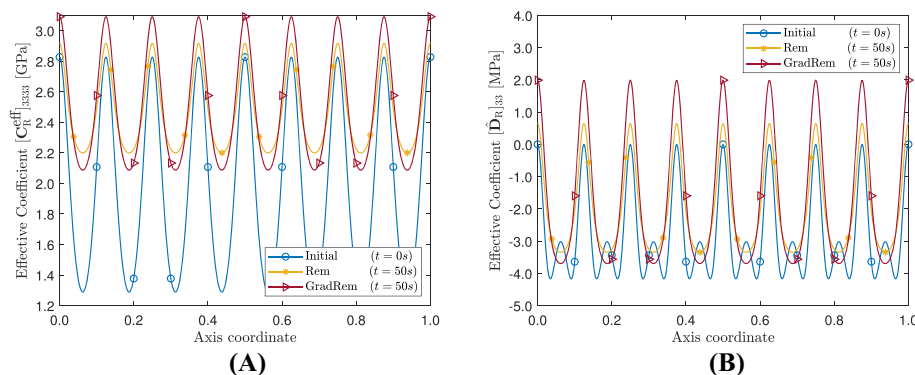 Effective Coefficient [C_R^eff]_3333 [GPa]
3.0
2.8
2.6
2.4
2.2
2.0
1.8
1.6
1.4
1.2
Initial (t = 0s)
Rem (t = 50s)
GradRem (t = 50s)
0.0 0.2 0.4 0.6 0.8 1.0
Axis coordinate
(A)
Effective Coefficient [D̂_R]_33 [MPa]
4.0
3.0
2.0
1.0
0.0
-1.0
-2.0
-3.0
-4.0
-5.0
Initial (t = 0s)
Rem (t = 50s)
GradRem (t = 50s)
0.0 0.2 0.4 0.6 0.8 1.0
Axis coordinate
(B)